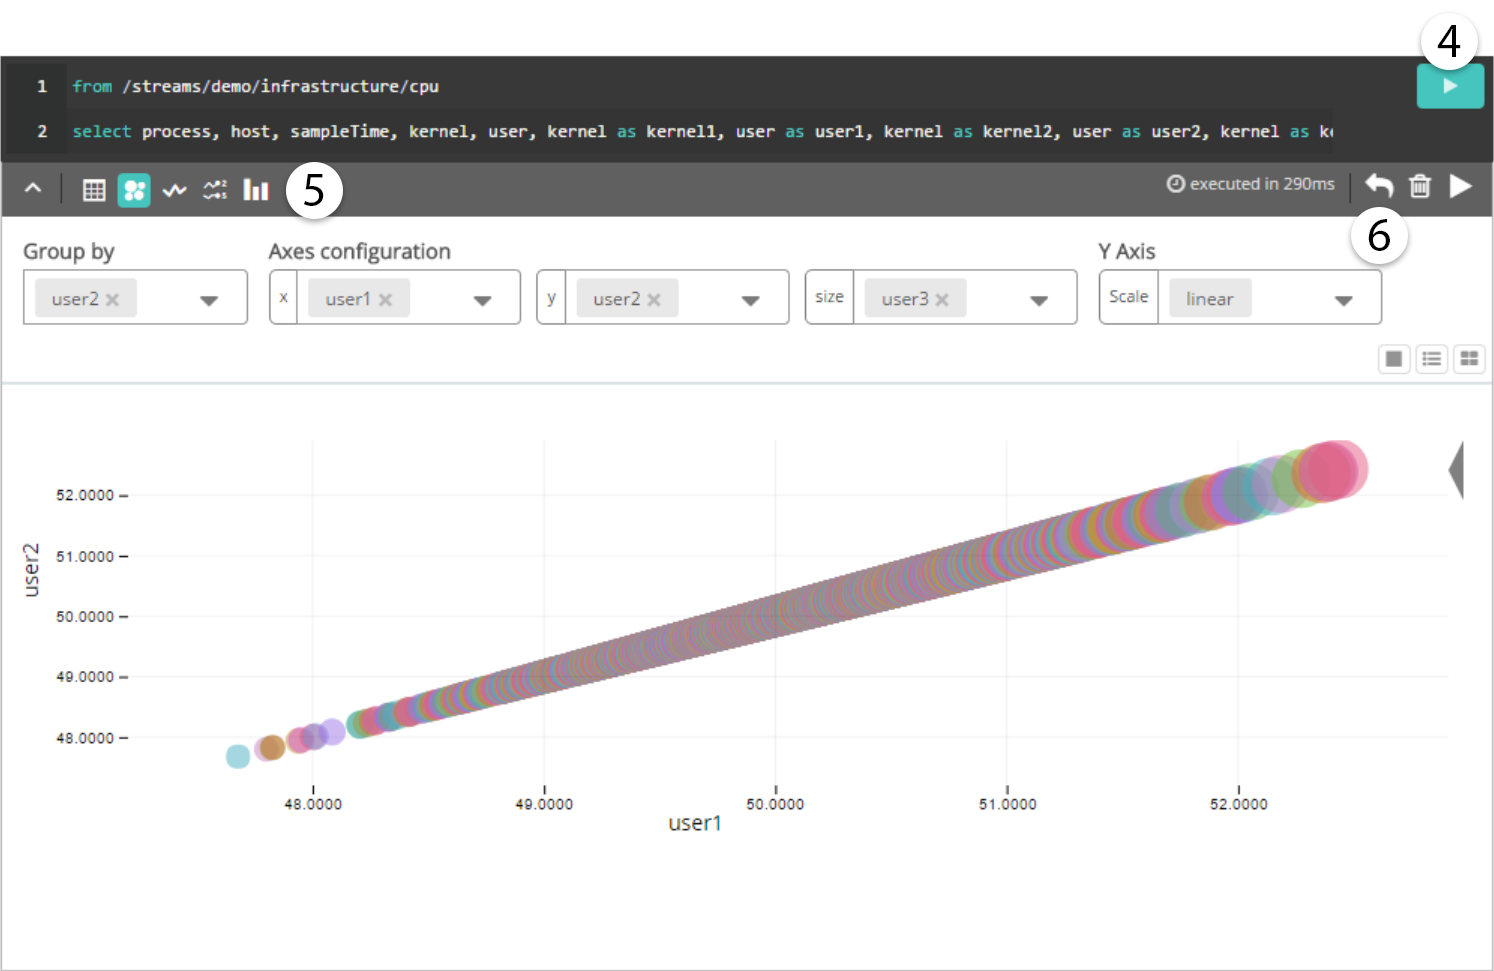 4
1 from /streams/demo/infrastructure/cpu
2 select process, host, sampleTime, kernel, user, kernel as kernel1, user as user1, kernel as kernel2, user as user2, kernel as
5
executed in 290ms
6
Group by
Axes configuration
Y Axis
user2 ×
x user1 ×
y user2 ×
size user3 ×
Scale linear
52.0000
51.0000
50.0000
49.0000
48.0000
user2
48.0000 49.0000 50.0000 51.0000 52.0000
user1